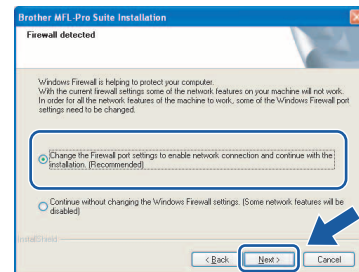 Brother MFL-Pro Suite Installation
Firewall detected
Windows Firewall is helping to protect your computer.
With the current firewall settings some of the network features on your machine will not work.
In order for all the network features of the machine to work, some of the Windows Firewall port
settings need to be changed.
Change the Firewall port settings to enable network connection and continue with the
installation. (Recommended)
Continue without changing the Windows Firewall settings. (Some network features will be
disabled)
InstallShield
< Back
Next >
Cancel